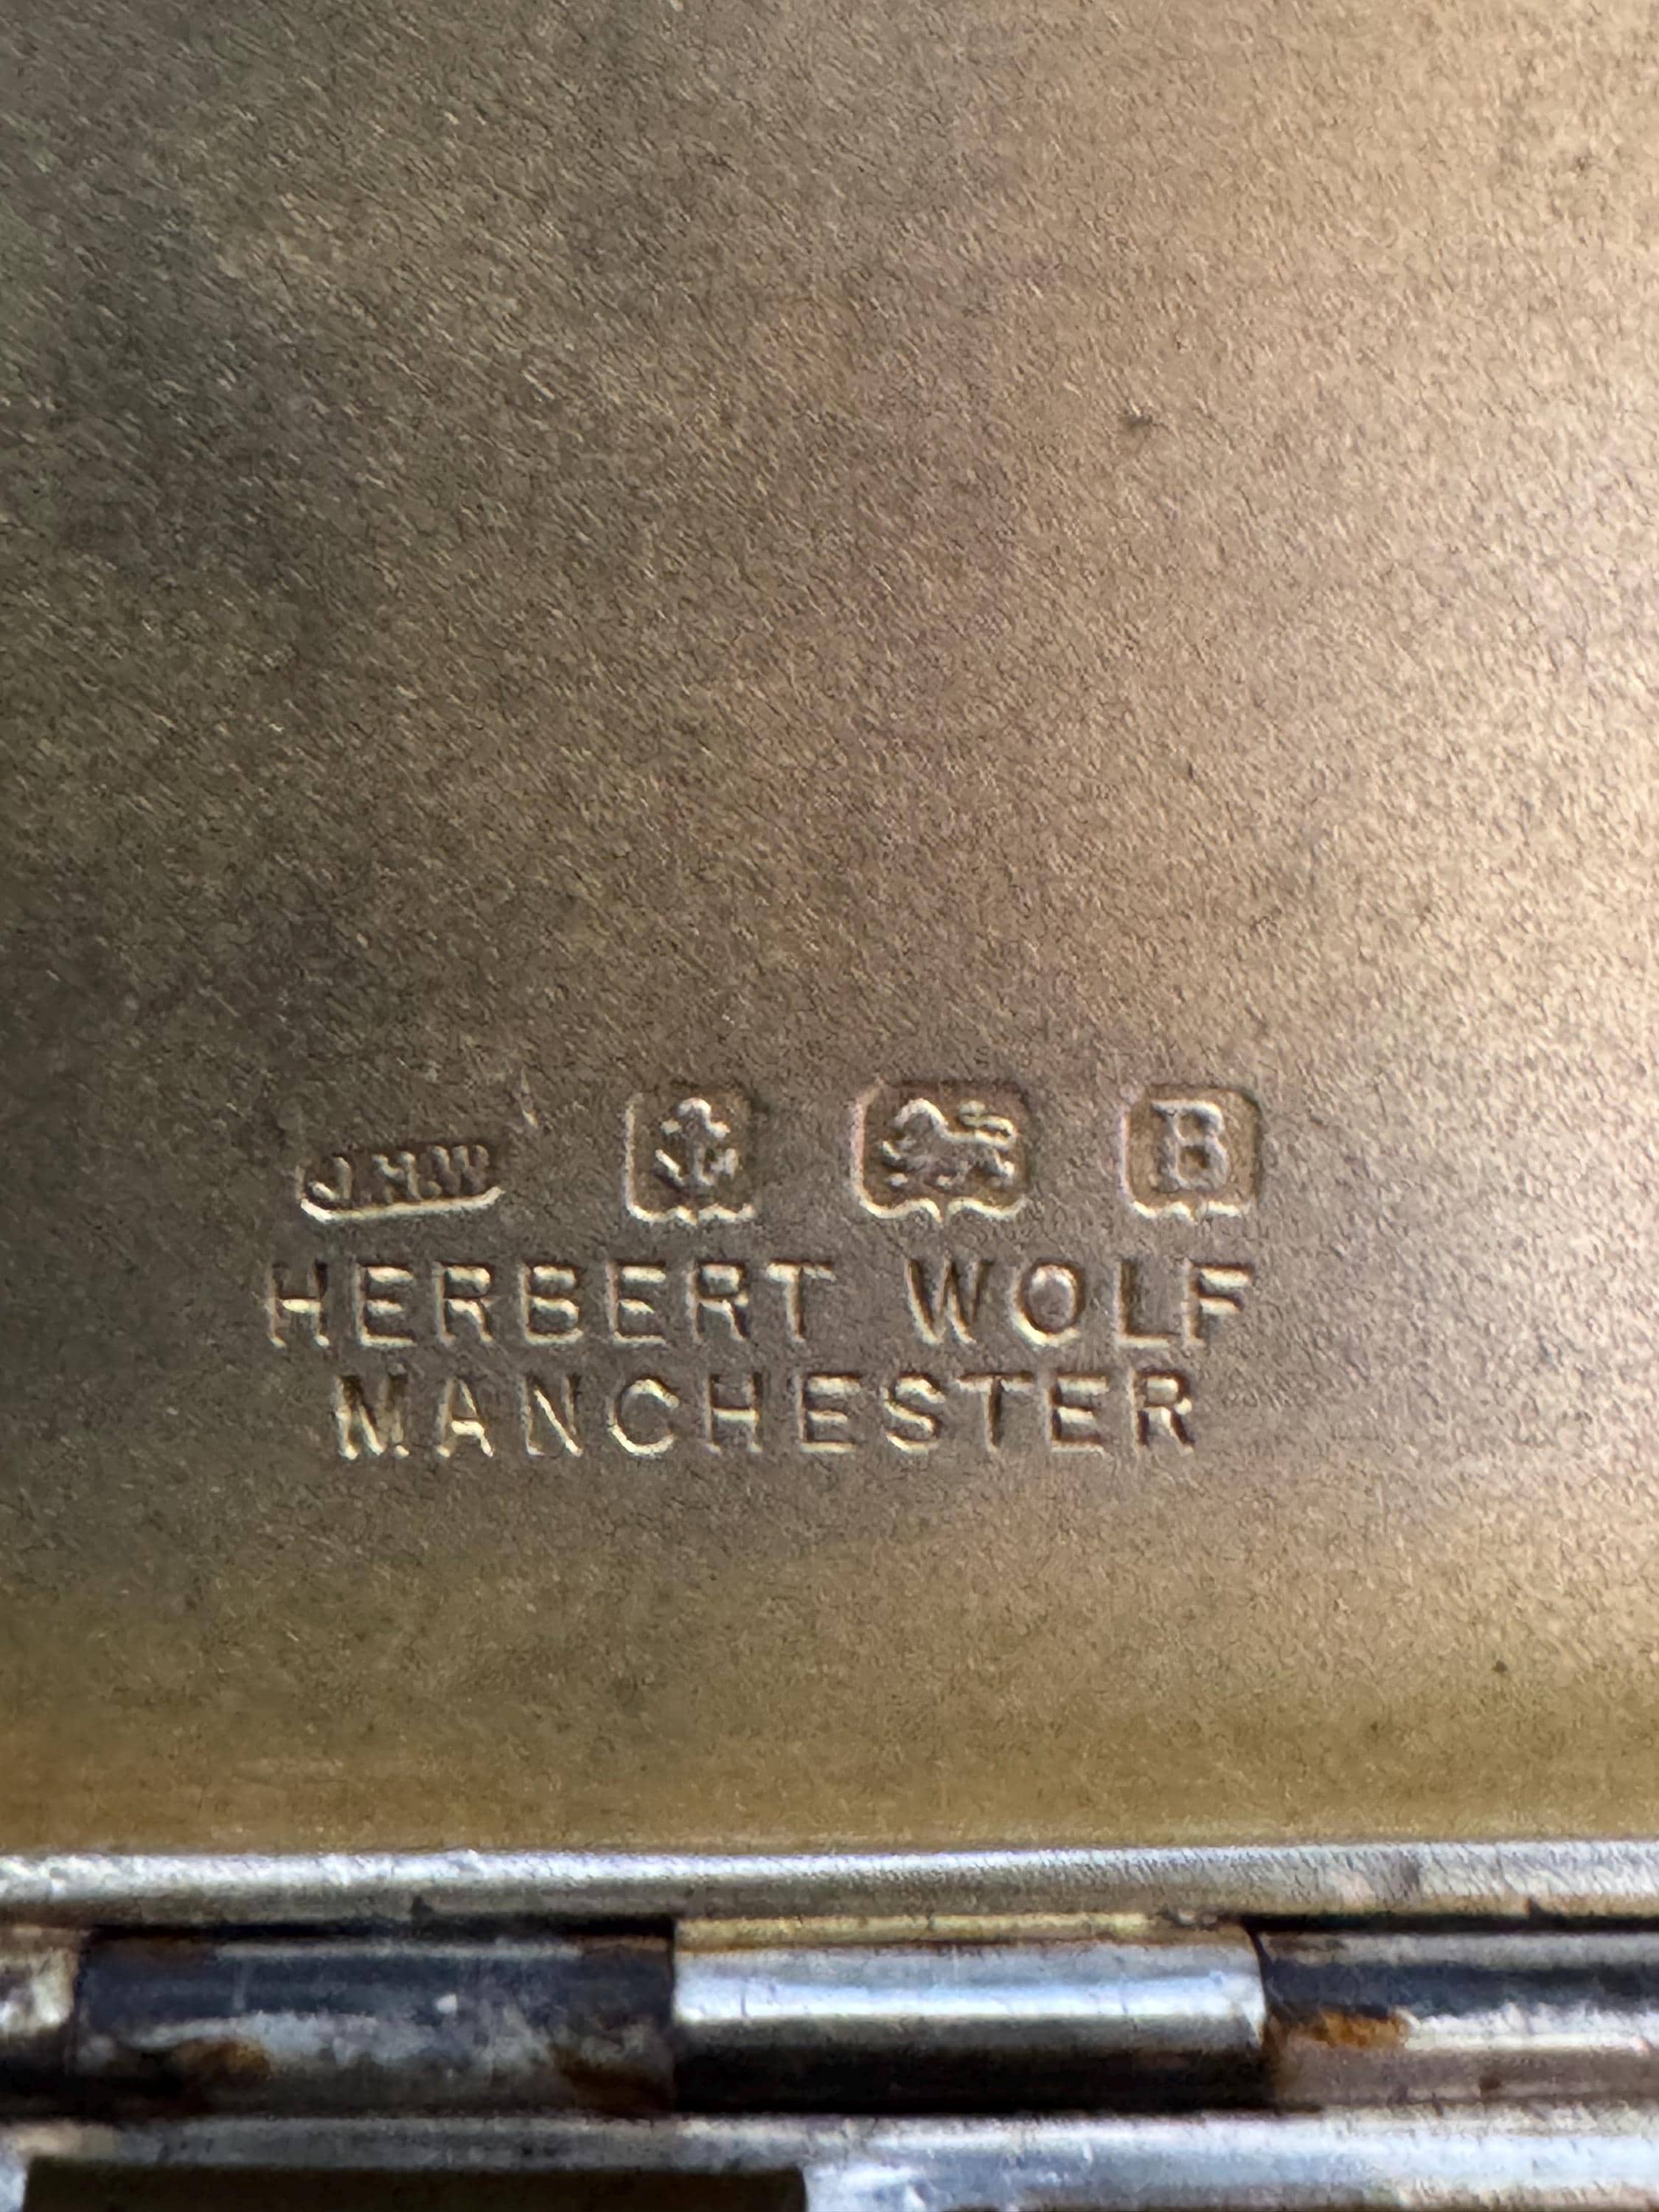 J.H.W B
HERBERT WOLF
MANCHESTER